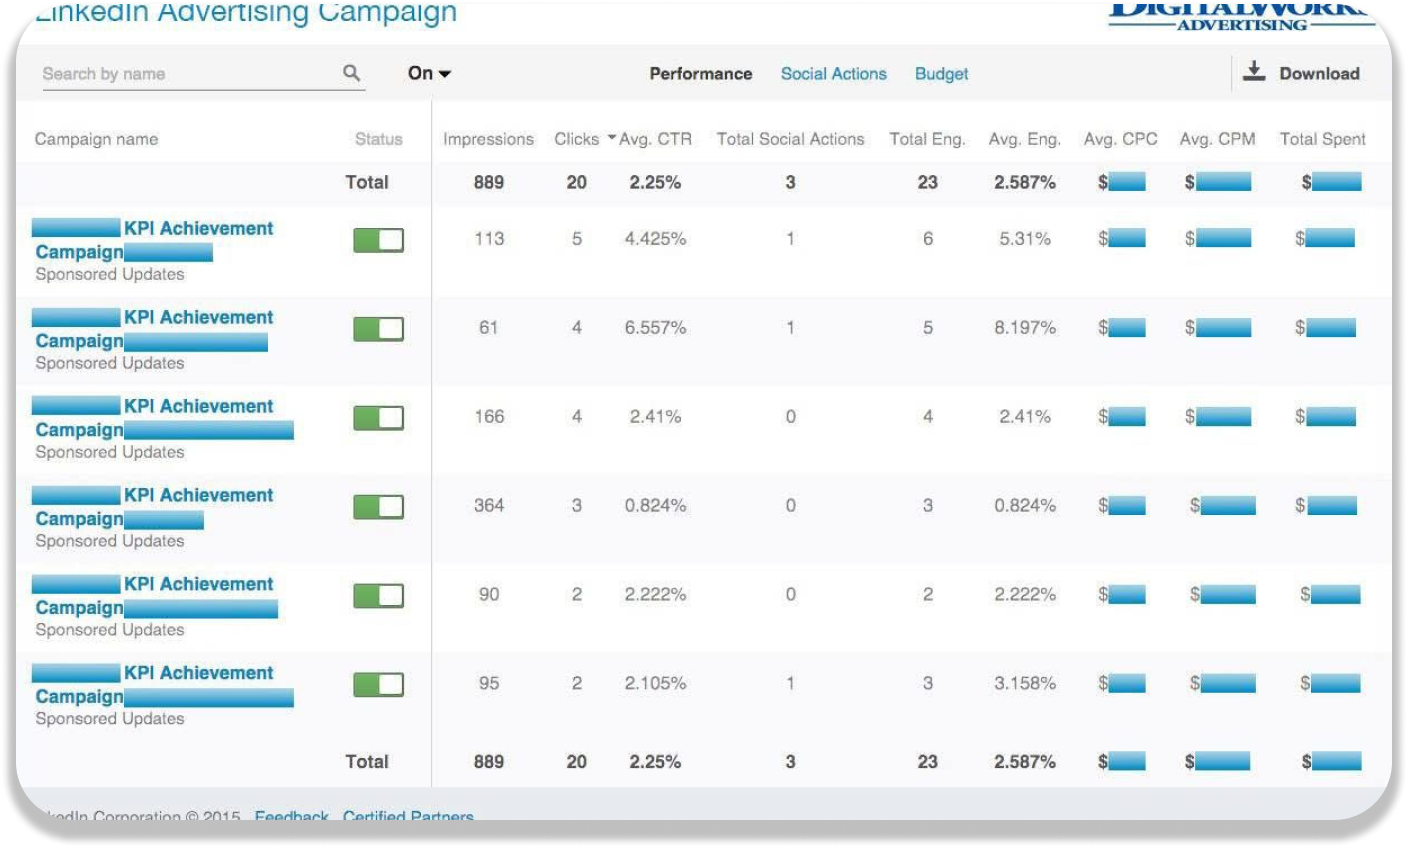 LinkedIn Advertising Campaign
DIGITALWORKS
ADVERTISING
Search by name On Performance Social Actions Budget Download
Campaign name Status Impressions Clicks Avg. CTR Total Social Actions Total Eng. Avg. Eng. Avg. CPC Avg. CPM Total Spent
Total 889 20 2.25% 3 23 2.587% $ $ $
KPI Achievement
Campaign 113 5 4.425% 1 6 5.31% $ $ $
Sponsored Updates
KPI Achievement
Campaign 61 4 6.557% 1 5 8.197% $ $ $
Sponsored Updates
KPI Achievement
Campaign 166 4 2.41% 0 4 2.41% $ $ $
Sponsored Updates
KPI Achievement
Campaign 364 3 0.824% 0 3 0.824% $ $ $
Sponsored Updates
KPI Achievement
Campaign 90 2 2.222% 0 2 2.222% $ $ $
Sponsored Updates
KPI Achievement
Campaign 95 2 2.105% 1 3 3.158% $ $ $
Sponsored Updates
Total 889 20 2.25% 3 23 2.587% $ $ $
kedIn Corporation © 2015 Feedback Certified Partners